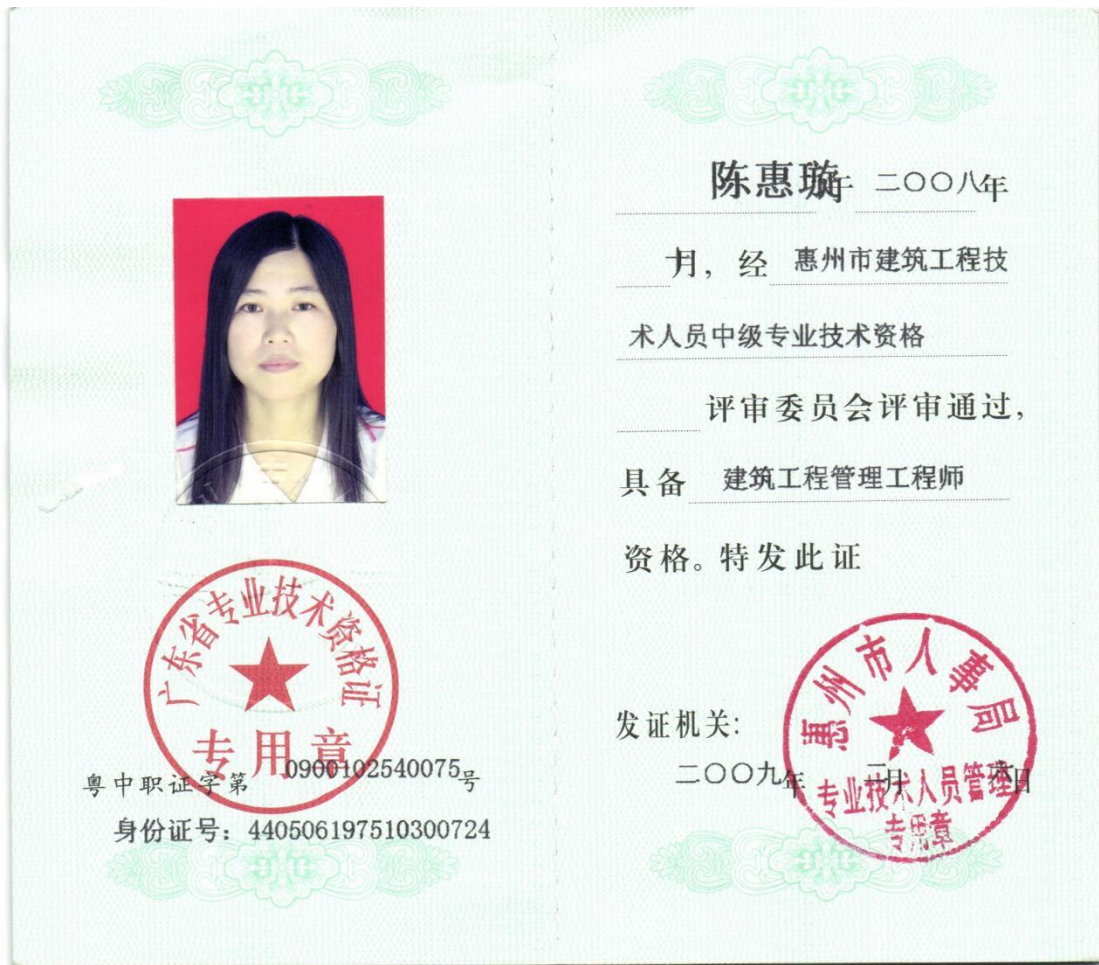 广东省专业技术资格证
专用章
粤中职证字第0900102540075号
身份证号：440506197510300724
陈惠璇于 二〇〇八年
十月，经 惠州市建筑工程技
术人员中级专业技术资格
评审委员会评审通过，
具备 建筑工程管理工程师
资格。特发此证
惠州市人事局
发证机关：
二〇〇九年 二月 六日
专业技术人员管理
专用章